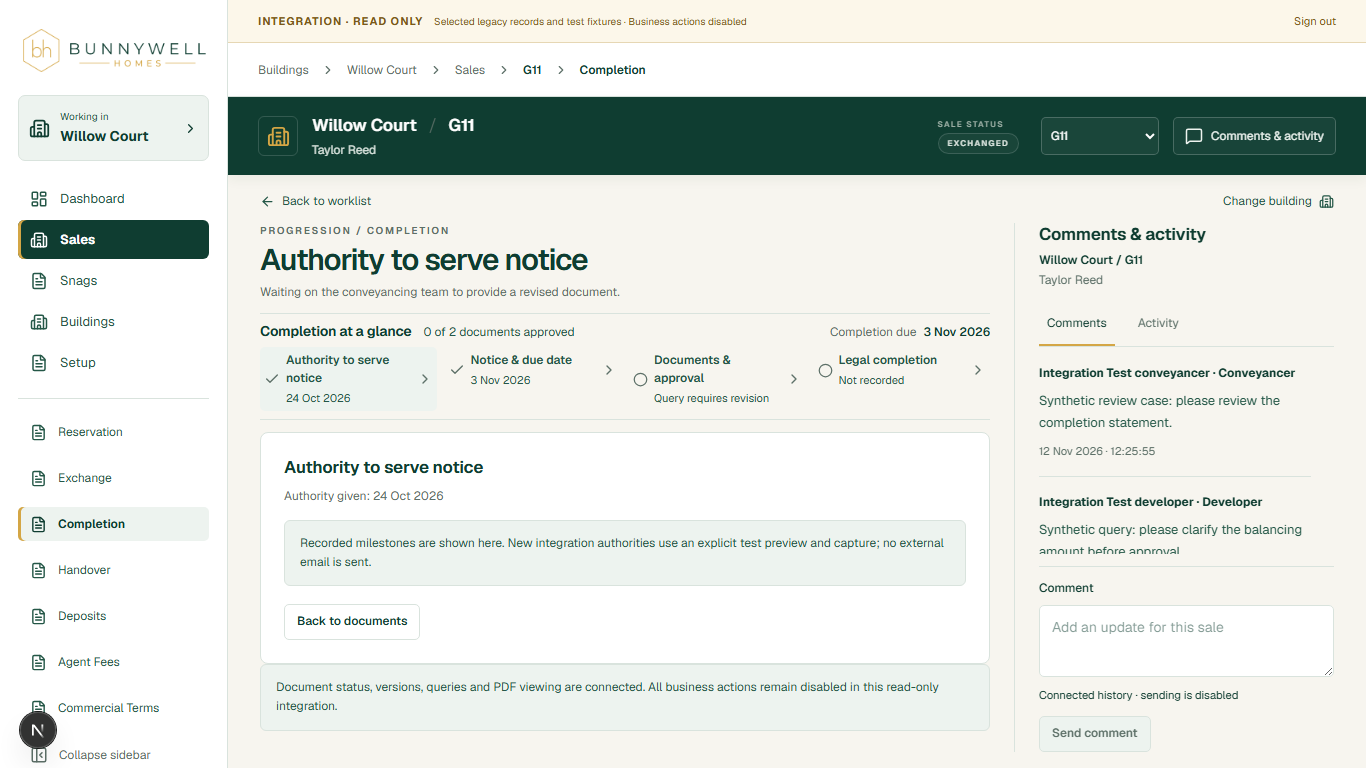 bh BUNNYWELL
HOMES
Working in
Willow Court
Dashboard
Sales
Snags
Buildings
Setup
Reservation
Exchange
Completion
Handover
Deposits
Agent Fees
Commercial Terms
N
Collapse sidebar
INTEGRATION · READ ONLY Selected legacy records and test fixtures · Business actions disabled
Sign out
Buildings > Willow Court > Sales > G11 > Completion
Willow Court / G11
Taylor Reed
SALE STATUS
EXCHANGED
G11
Comments & activity
Back to worklist
Change building
PROGRESSION / COMPLETION
Authority to serve notice
Waiting on the conveyancing team to provide a revised document.
Completion at a glance 0 of 2 documents approved
Completion due 3 Nov 2026
Authority to serve
notice
24 Oct 2026
Notice & due date
3 Nov 2026
Documents &
approval
Query requires revision
Legal completion
Not recorded
Authority to serve notice
Authority given: 24 Oct 2026
Recorded milestones are shown here. New integration authorities use an explicit test preview and capture; no external
email is sent.
Back to documents
Document status, versions, queries and PDF viewing are connected. All business actions remain disabled in this read-only
integration.
Comments & activity
Willow Court / G11
Taylor Reed
Comments
Activity
Integration Test conveyancer · Conveyancer
Synthetic review case: please review the
completion statement.
12 Nov 2026 · 12:25:55
Integration Test developer · Developer
Synthetic query: please clarify the balancing
amount before approval
Comment
Add an update for this sale
Connected history · sending is disabled
Send comment